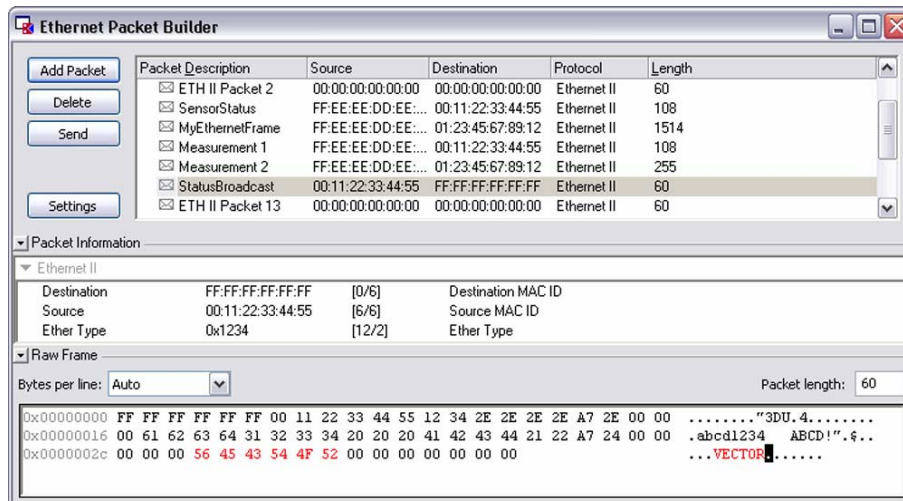 Ethernet Packet Builder
Add Packet
Delete
Send
Settings
Packet Description Source Destination Protocol Length
ETH II Packet 2 00:00:00:00:00:00 00:00:00:00:00:00 Ethernet II 60
SensorStatus FF:EE:EE:DD:EE:... 00:11:22:33:44:55 Ethernet II 108
MyEthernetFrame FF:EE:EE:DD:EE:... 01:23:45:67:89:12 Ethernet II 1514
Measurement 1 FF:EE:EE:DD:EE:... 00:11:22:33:44:55 Ethernet II 108
Measurement 2 FF:EE:EE:DD:EE:... 01:23:45:67:89:12 Ethernet II 255
StatusBroadcast 00:11:22:33:44:55 FF:FF:FF:FF:FF:FF Ethernet II 60
ETH II Packet 13 00:00:00:00:00:00 00:00:00:00:00:00 Ethernet II 60
Packet Information
Ethernet II
Destination FF:FF:FF:FF:FF:FF [0/6] Destination MAC ID
Source 00:11:22:33:44:55 [6/6] Source MAC ID
Ether Type 0x1234 [12/2] Ether Type
Raw Frame
Bytes per line: Auto Packet length: 60
0x00000000 FF FF FF FF FF FF 00 11 22 33 44 55 12 34 2E 2E 2E 2E A7 2E 00 00 ........"3DU.4........
0x00000016 00 61 62 63 64 31 32 33 34 20 20 20 41 42 43 44 21 22 A7 24 00 00 .abcd1234   ABCD!".$..
0x0000002c 00 00 00 56 45 43 54 4F 52 00 00 00 00 00 00 00 ...VECTOR.......